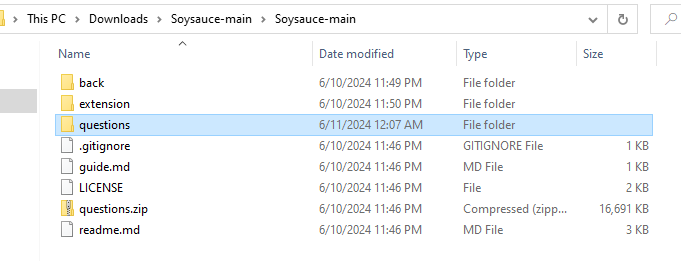 This PC > Downloads > Soysauce-main > Soysauce-main
Name Date modified Type Size
back 6/10/2024 11:49 PM File folder
extension 6/10/2024 11:50 PM File folder
questions 6/11/2024 12:07 AM File folder
.gitignore 6/10/2024 11:46 PM GITIGNORE File
guide.md 6/10/2024 11:46 PM MD File 1 KB
LICENSE 6/10/2024 11:46 PM File 2 KB
questions.zip 6/10/2024 11:46 PM Compressed (zipp... 16,691 KB
readme.md 6/10/2024 11:46 PM MD File 3 KB